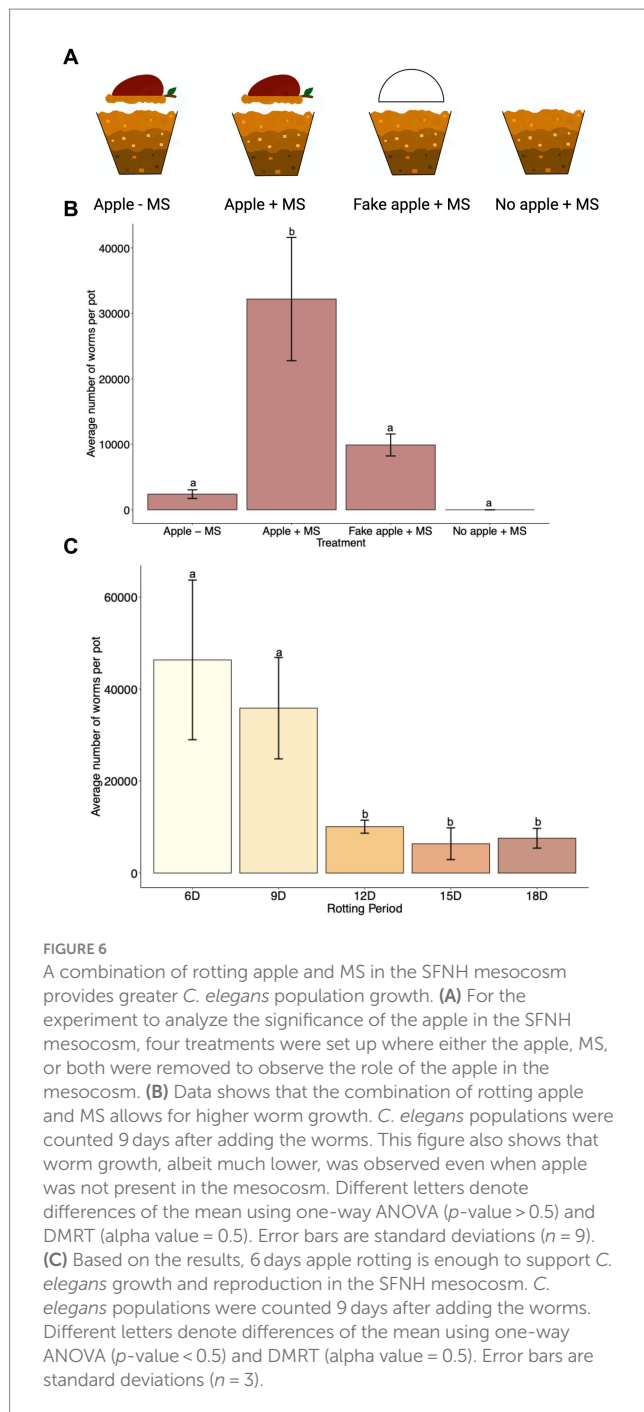 A
Apple - MS Apple + MS Fake apple + MS No apple + MS
B
Average number of worms per pot
40000
30000
20000
10000
0
b
a
a
a
Apple – MS Apple + MS Fake apple + MS No apple + MS
Treatment
C
Average number of worms per pot
60000
40000
20000
0
a
a
b
b
b
6D 9D 12D 15D 18D
Rotting Period
FIGURE 6
A combination of rotting apple and MS in the SFNH mesocosm
provides greater C. elegans population growth. (A) For the
experiment to analyze the significance of the apple in the SFNH
mesocosm, four treatments were set up where either the apple, MS,
or both were removed to observe the role of the apple in the
mesocosm. (B) Data shows that the combination of rotting apple
and MS allows for higher worm growth. C. elegans populations were
counted 9 days after adding the worms. This figure also shows that
worm growth, albeit much lower, was observed even when apple
was not present in the mesocosm. Different letters denote
differences of the mean using one-way ANOVA (p-value > 0.5) and
DMRT (alpha value = 0.5). Error bars are standard deviations (n = 9).
(C) Based on the results, 6 days apple rotting is enough to support C.
elegans growth and reproduction in the SFNH mesocosm. C.
elegans populations were counted 9 days after adding the worms.
Different letters denote differences of the mean using one-way
ANOVA (p-value < 0.5) and DMRT (alpha value = 0.5). Error bars are
standard deviations (n = 3).